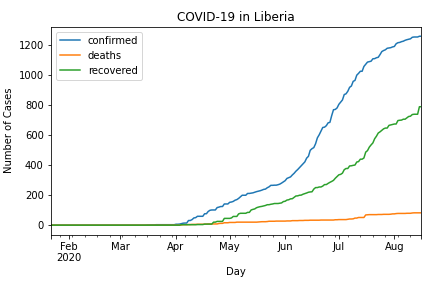 COVID-19 in Liberia
confirmed
deaths
recovered
Number of Cases
1200
1000
800
600
400
200
0
Feb Mar Apr May Jun Jul Aug
2020
Day